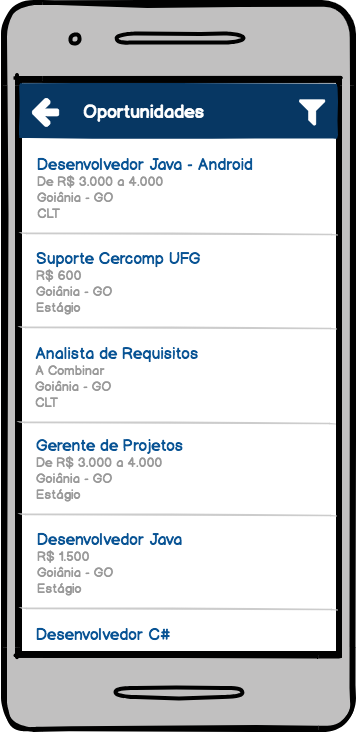 Oportunidades
Desenvolvedor Java - Android
De R$ 3.000 a 4.000
Goiânia - GO
CLT
Suporte Cercomp UFG
R$ 600
Goiânia - GO
Estágio
Analista de Requisitos
A Combinar
Goiânia - GO
CLT
Gerente de Projetos
De R$ 3.000 a 4.000
Goiânia - GO
Estágio
Desenvolvedor Java
R$ 1.500
Goiânia - GO
Estágio
Desenvolvedor C#